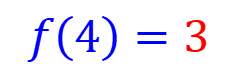 f(4) = 3